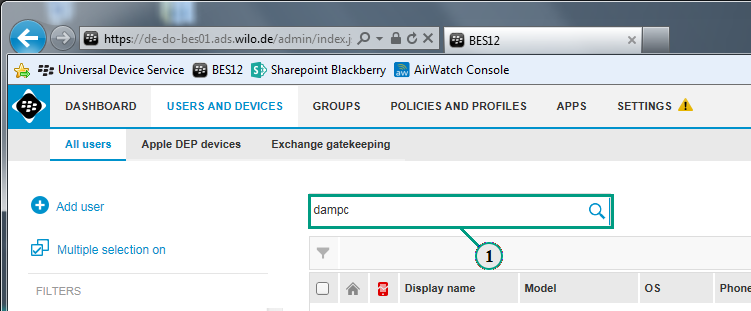 https://de-do-bes01.ads.wilo.de/admin/index.j
BES12
Universal Device Service BES12 Sharepoint Blackberry AirWatch Console
DASHBOARD USERS AND DEVICES GROUPS POLICIES AND PROFILES APPS SETTINGS
All users Apple DEP devices Exchange gatekeeping
Add user
dampc
Multiple selection on
1
FILTERS
Display name Model OS Phone